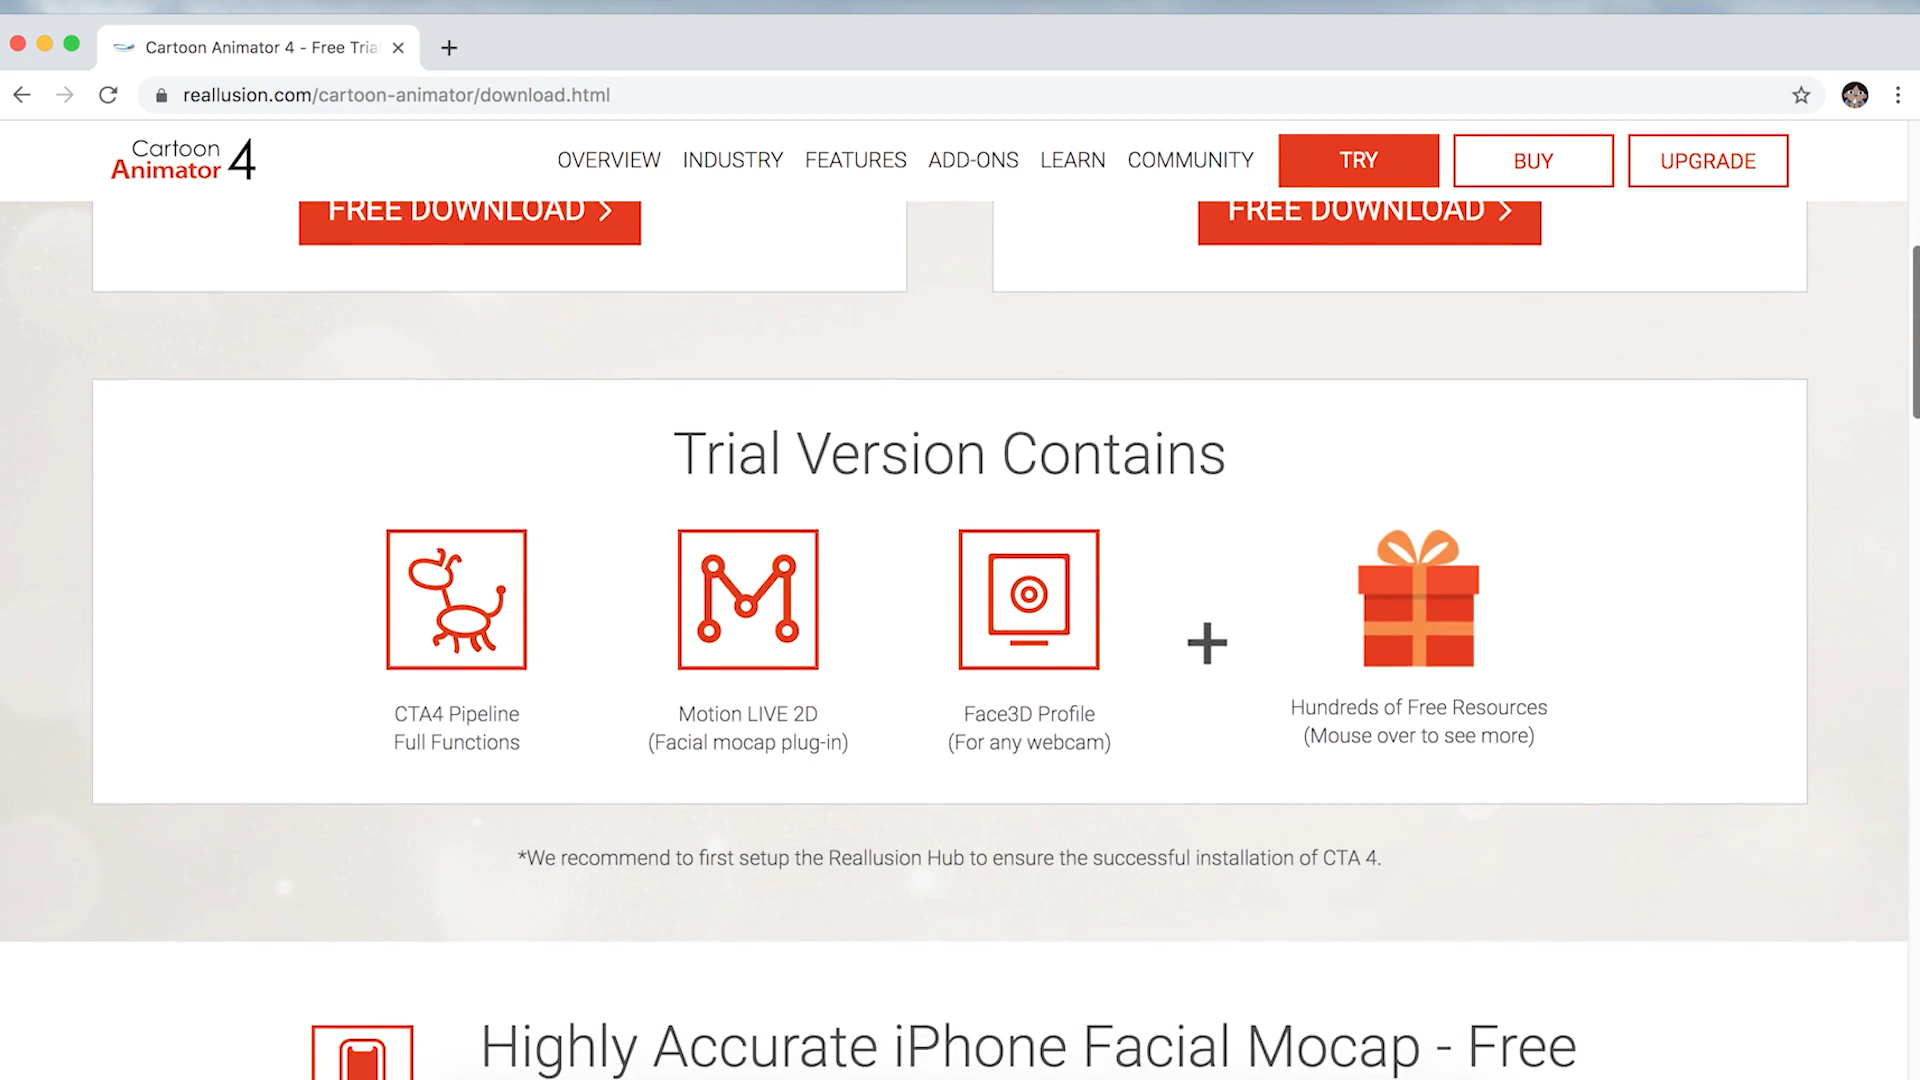 Cartoon Animator 4 - Free Tria
reallusion.com/cartoon-animator/download.html
Cartoon
Animator 4
OVERVIEW INDUSTRY FEATURES ADD-ONS LEARN COMMUNITY TRY BUY UPGRADE
FREE DOWNLOAD
FREE DOWNLOAD
Trial Version Contains
CTA4 Pipeline
Full Functions
Motion LIVE 2D
(Facial mocap plug-in)
Face3D Profile
(For any webcam)
+
Hundreds of Free Resources
(Mouse over to see more)
*We recommend to first setup the Reallusion Hub to ensure the successful installation of CTA 4.
Highly Accurate iPhone Facial Mocap - Free